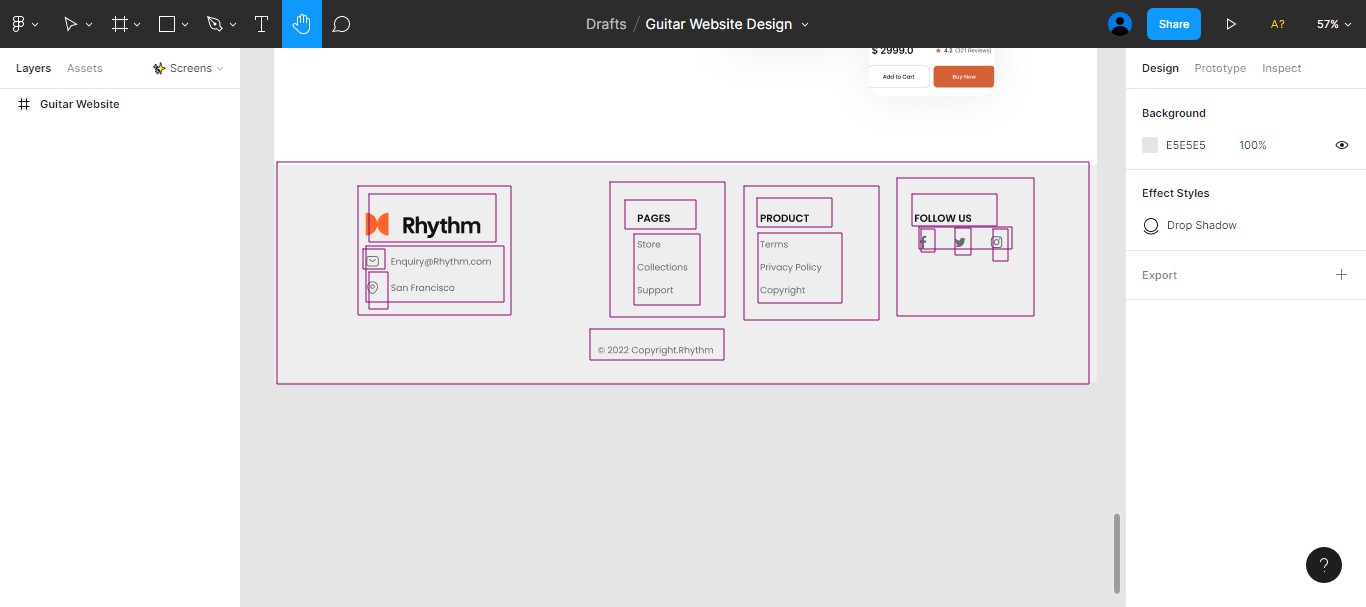 Drafts / Guitar Website Design
Share
A?
57%
Layers Assets Screens
Guitar Website
$ 2999.0 ★ 4.2 (321 Reviews)
Add to Cart Buy Now
Rhythm
Enquiry@Rhythm.com
San Francisco
PAGES
Store
Collections
Support
PRODUCT
Terms
Privacy Policy
Copyright
FOLLOW US
© 2022 Copyright.Rhythm
Design Prototype Inspect
Background
E5E5E5 100%
Effect Styles
Drop Shadow
Export
?